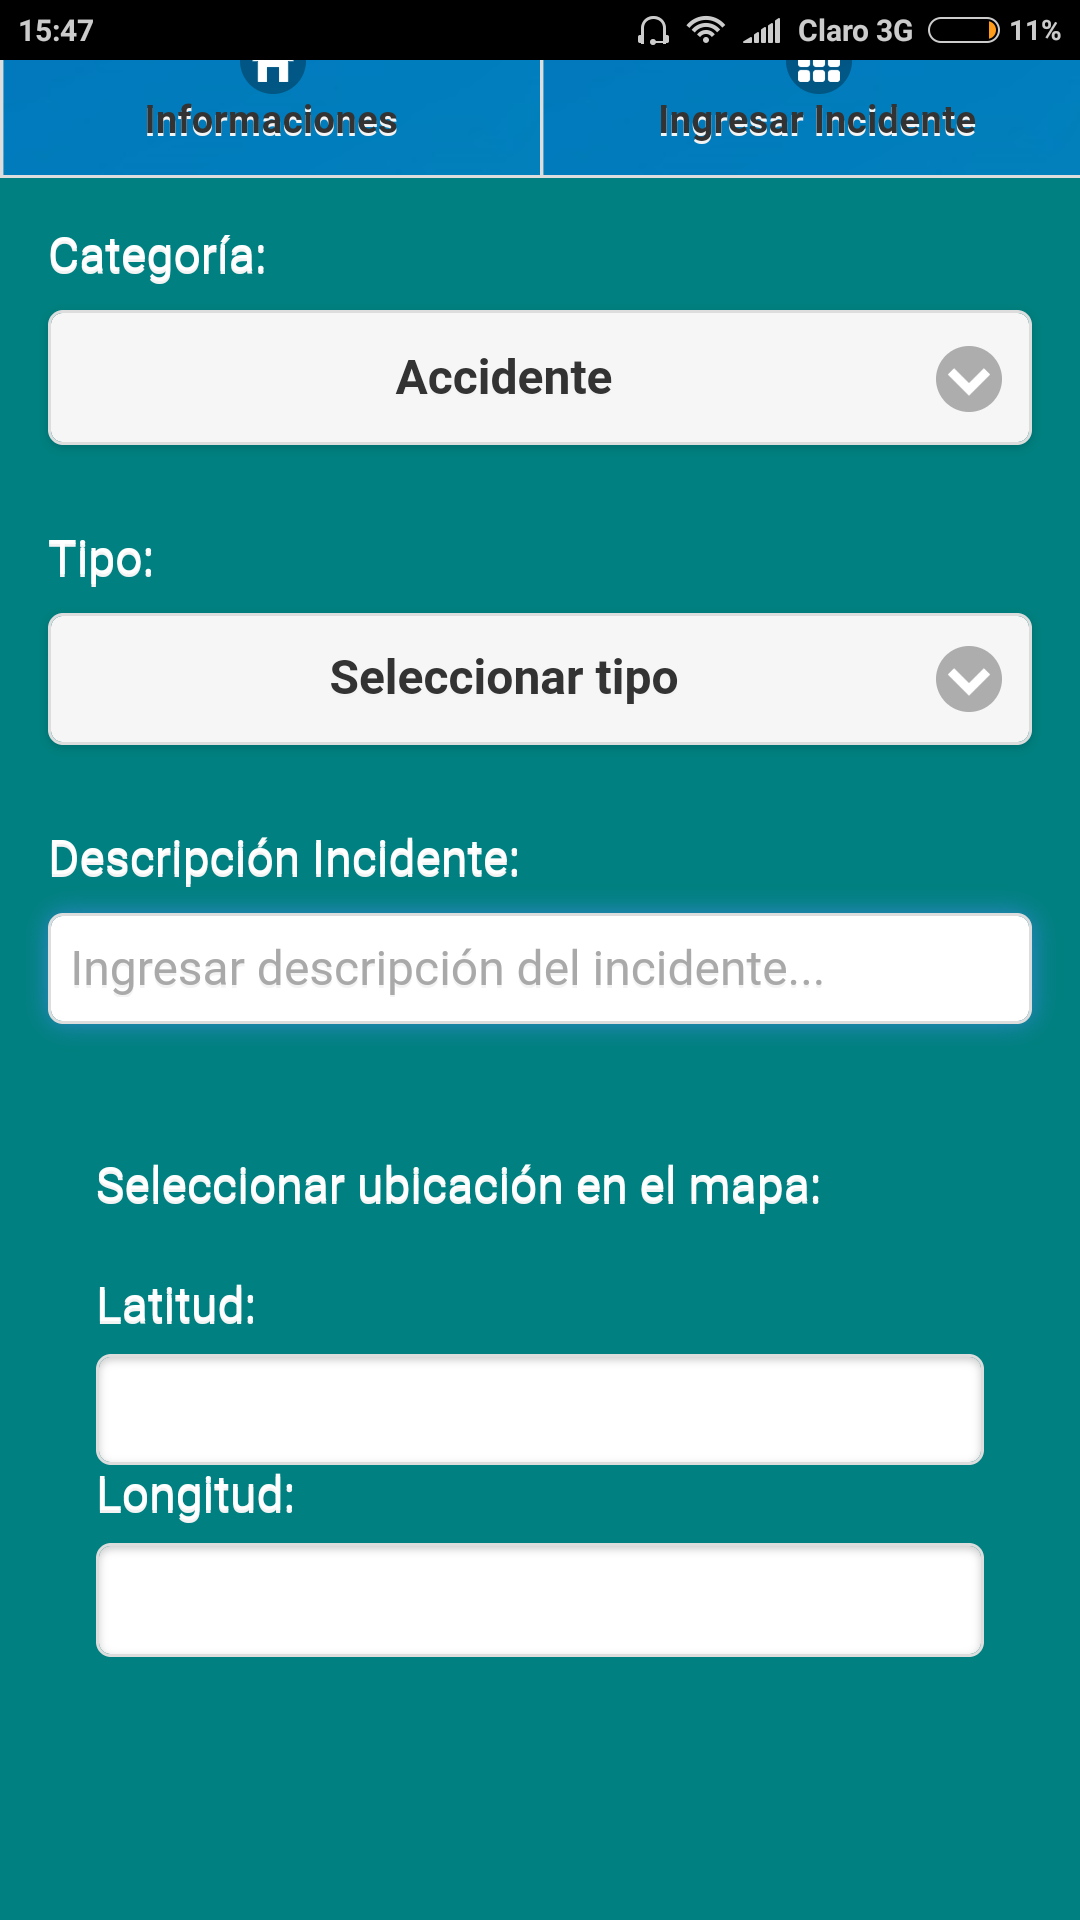 15:47 Claro 3G 11%
Informaciones Ingresar Incidente
Categoría:
Accidente
Tipo:
Seleccionar tipo
Descripción Incidente:
Ingresar descripción del incidente...
Seleccionar ubicación en el mapa:
Latitud:
Longitud: